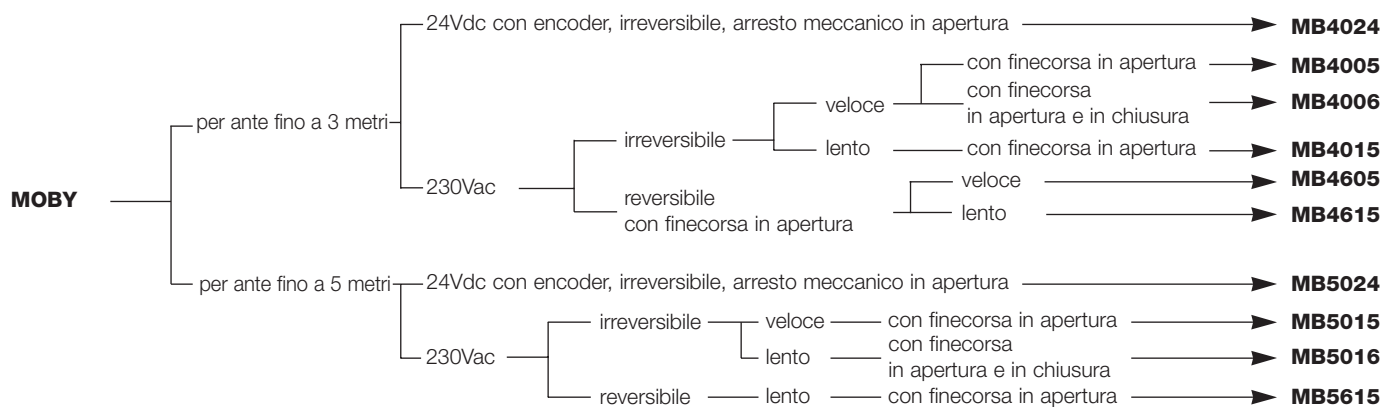 24Vdc con encoder, irreversibile, arresto meccanico in apertura MB4024
con finecorsa in apertura MB4005
veloce
con finecorsa
in apertura e in chiusura MB4006
per ante fino a 3 metri
irreversibile
lento con finecorsa in apertura MB4015
230Vac
veloce MB4605
MOBY
reversibile
con finecorsa in apertura
lento MB4615
per ante fino a 5 metri
24Vdc con encoder, irreversibile, arresto meccanico in apertura MB5024
irreversibile veloce con finecorsa in apertura MB5015
230Vac
lento
con finecorsa
in apertura e in chiusura MB5016
reversibile lento con finecorsa in apertura MB5615